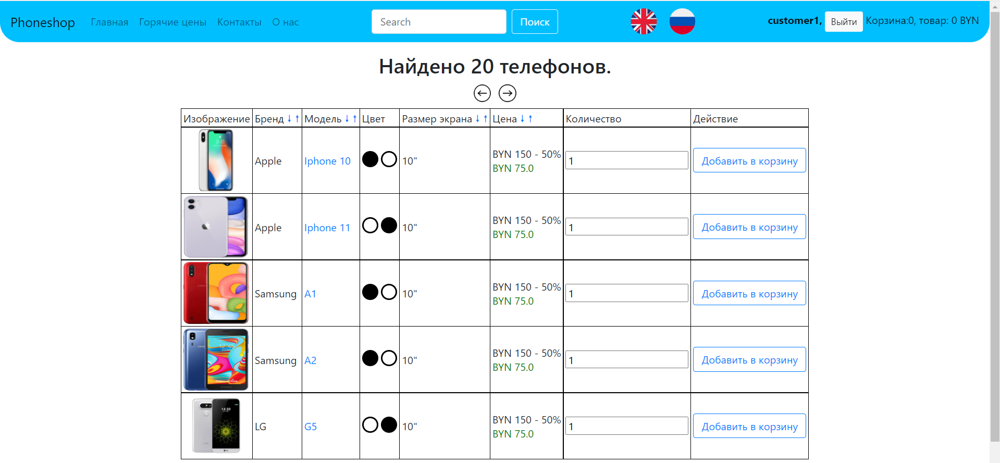 Phoneshop Главная Горячие цены Контакты О нас Search Поиск customer1, Выйти Корзина:0, товар: 0 BYN
Найдено 20 телефонов.
Изображение Бренд ↓ ↑ Модель ↓ ↑ Цвет Размер экрана ↓ ↑ Цена ↓ ↑ Количество Действие
Apple Iphone 10 10" BYN 150 - 50% BYN 75.0 1 Добавить в корзину
Apple Iphone 11 10" BYN 150 - 50% BYN 75.0 1 Добавить в корзину
Samsung A1 10" BYN 150 - 50% BYN 75.0 1 Добавить в корзину
Samsung A2 10" BYN 150 - 50% BYN 75.0 1 Добавить в корзину
LG G5 10" BYN 150 - 50% BYN 75.0 1 Добавить в корзину